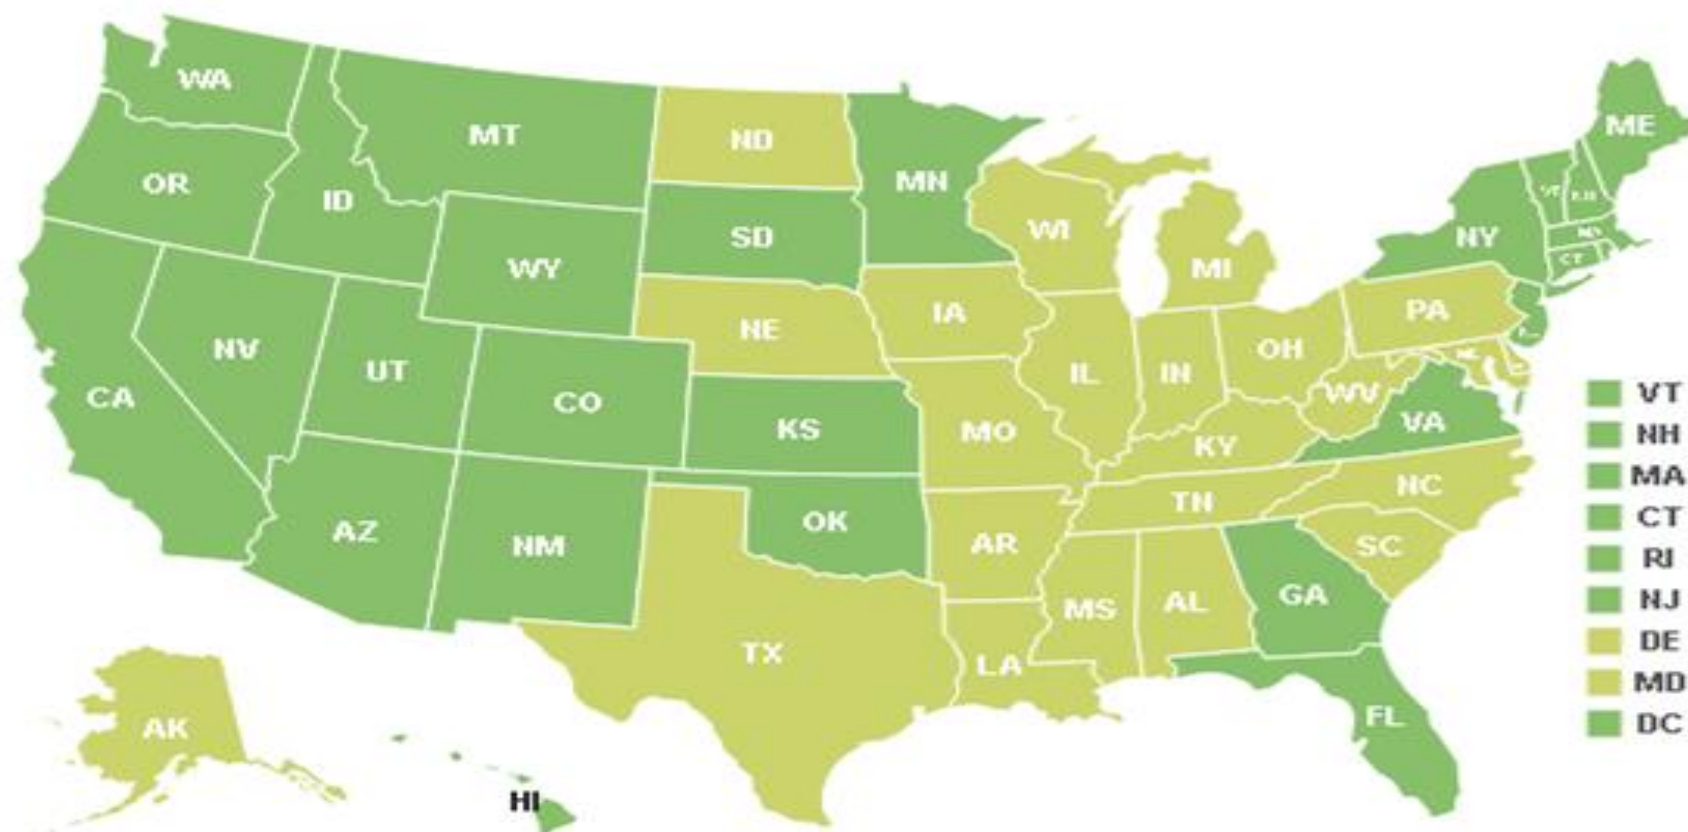 WA
MT
ND
MN
ME
OR
ID
SD
WI
NY
VT
WY
MI
CT
NE
IA
PA
NV
UT
CO
IL
IN
OH
CA
KS
MO
WV
VA
KY
AZ
NM
OK
AR
TN
NC
SC
TX
MS
AL
GA
LA
AK
FL
HI
VT
NH
MA
CT
RI
NJ
DE
MD
DC